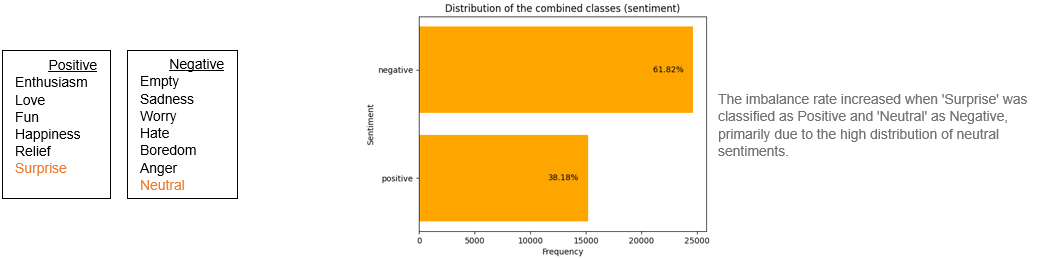 Positive
Enthusiasm
Love
Fun
Happiness
Relief
Surprise
Negative
Empty
Sadness
Worry
Hate
Boredom
Anger
Neutral
Distribution of the combined classes (sentiment)
Sentiment
negative
61.82%
positive
38.18%
0 5000 10000 15000 20000 25000
Frequency
The imbalance rate increased when 'Surprise' was
classified as Positive and 'Neutral' as Negative,
primarily due to the high distribution of neutral
sentiments.